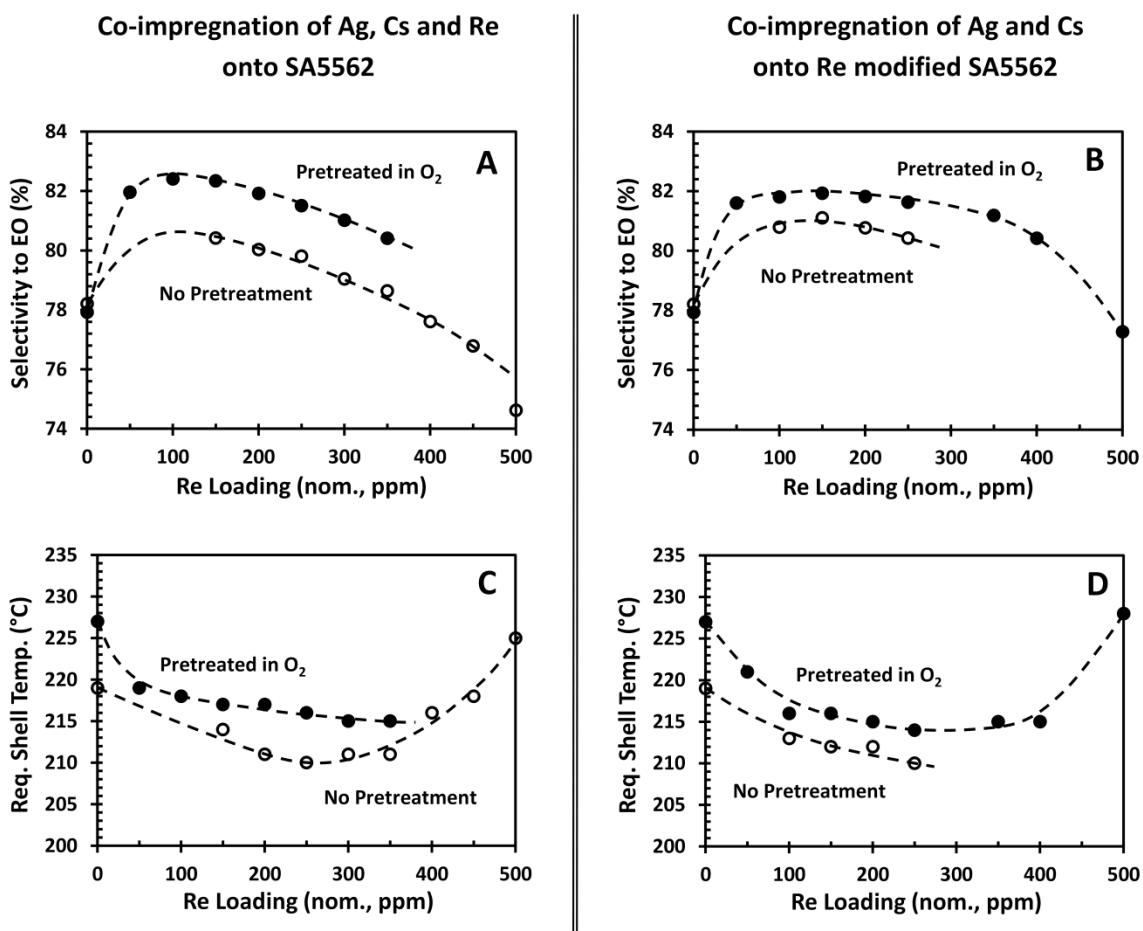 Co-impregnation of Ag, Cs and Re
onto SA5562
Co-impregnation of Ag and Cs
onto Re modified SA5562
84
82
80
78
76
74
Selectivity to EO (%)
Pretreated in O₂
A
No Pretreatment
0 100 200 300 400 500
Re Loading (nom., ppm)
84
82
80
78
76
74
Selectivity to EO (%)
Pretreated in O₂
B
No Pretreatment
0 100 200 300 400 500
Re Loading (nom., ppm)
235
230
225
220
215
210
205
200
Req. Shell Temp. (°C)
C
Pretreated in O₂
No Pretreatment
0 100 200 300 400 500
Re Loading (nom., ppm)
235
230
225
220
215
210
205
200
Req. Shell Temp. (°C)
D
Pretreated in O₂
No Pretreatment
0 100 200 300 400 500
Re Loading (nom., ppm)